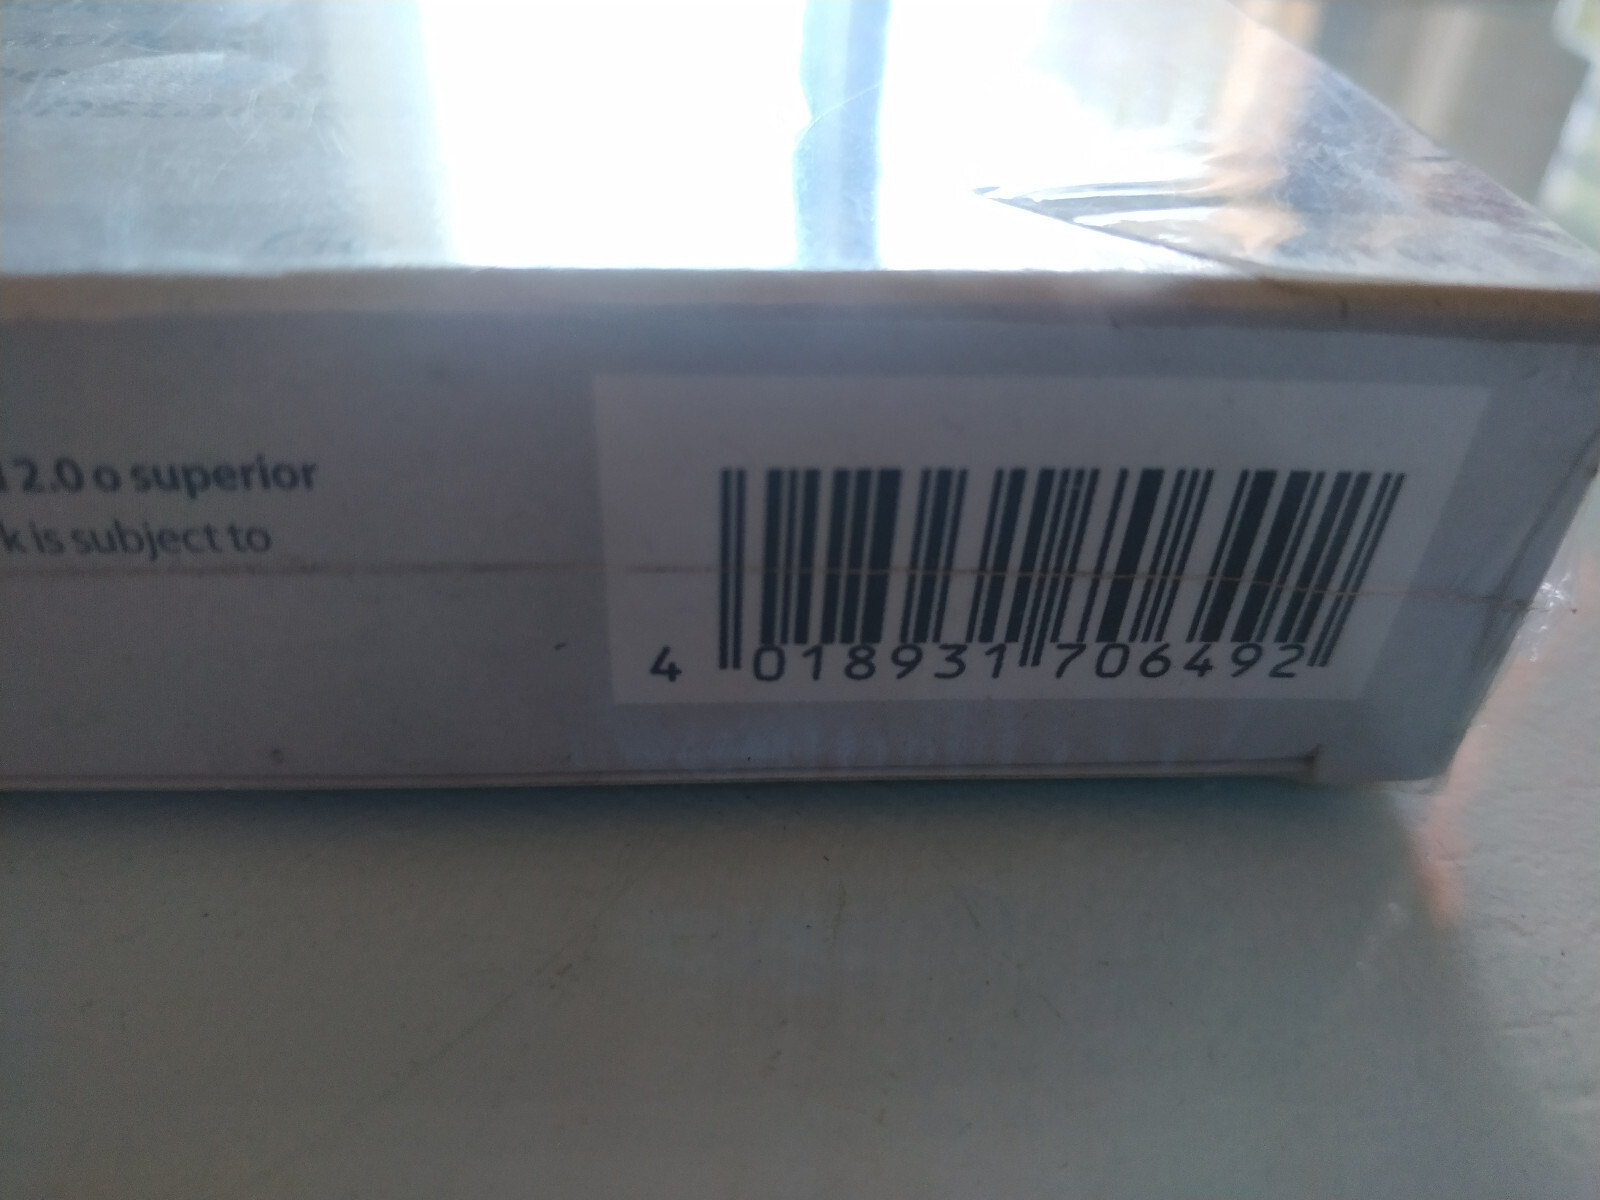 2.0 o superior
k is subject to
4 018931 706492